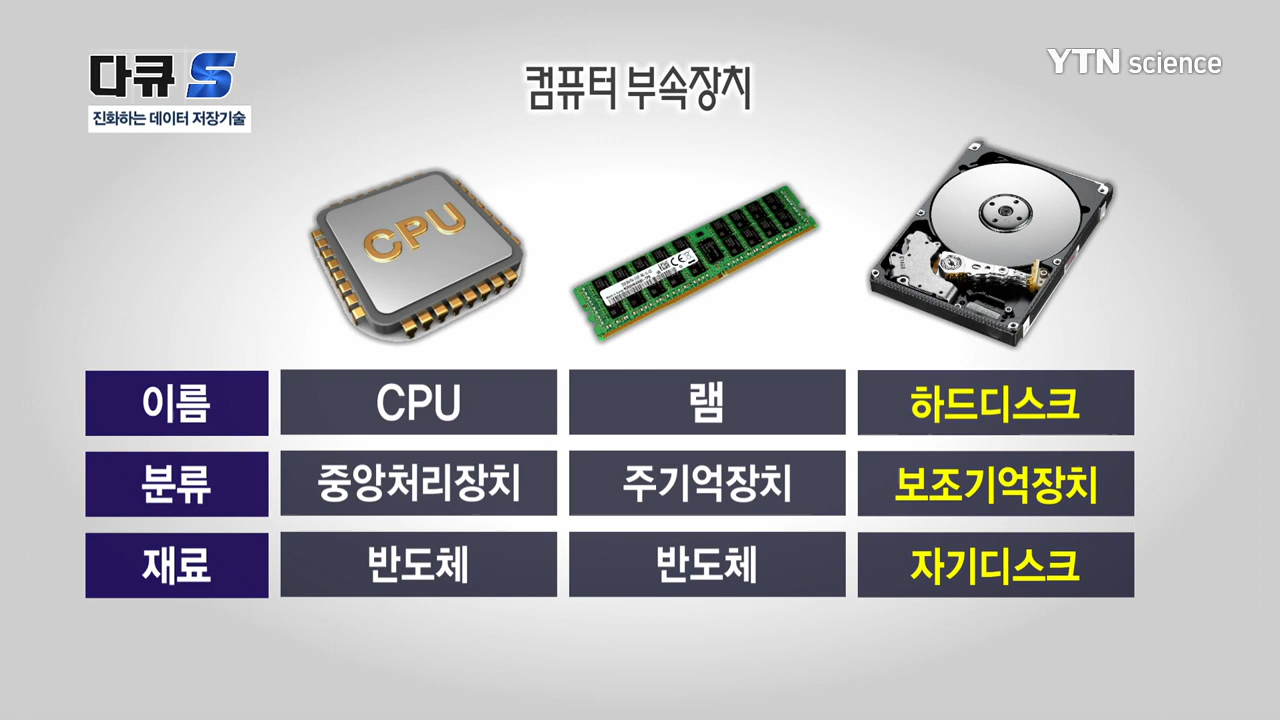 다큐 S
진화하는 데이터 저장기술
YTN science
컴퓨터 부속장치
CPU
이름 CPU 램 하드디스크
분류 중앙처리장치 주기억장치 보조기억장치
재료 반도체 반도체 자기디스크